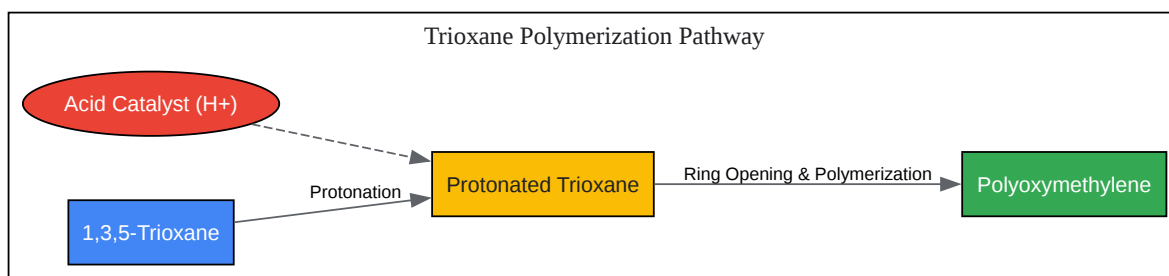 Trioxane Polymerization Pathway
Acid Catalyst (H+)
Protonation
1,3,5-Trioxane
Protonated Trioxane
Ring Opening & Polymerization
Polyoxymethylene